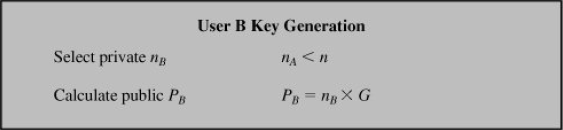 User B Key Generation
Select private n_B n_A < n
Calculate public P_B P_B = n_B × G